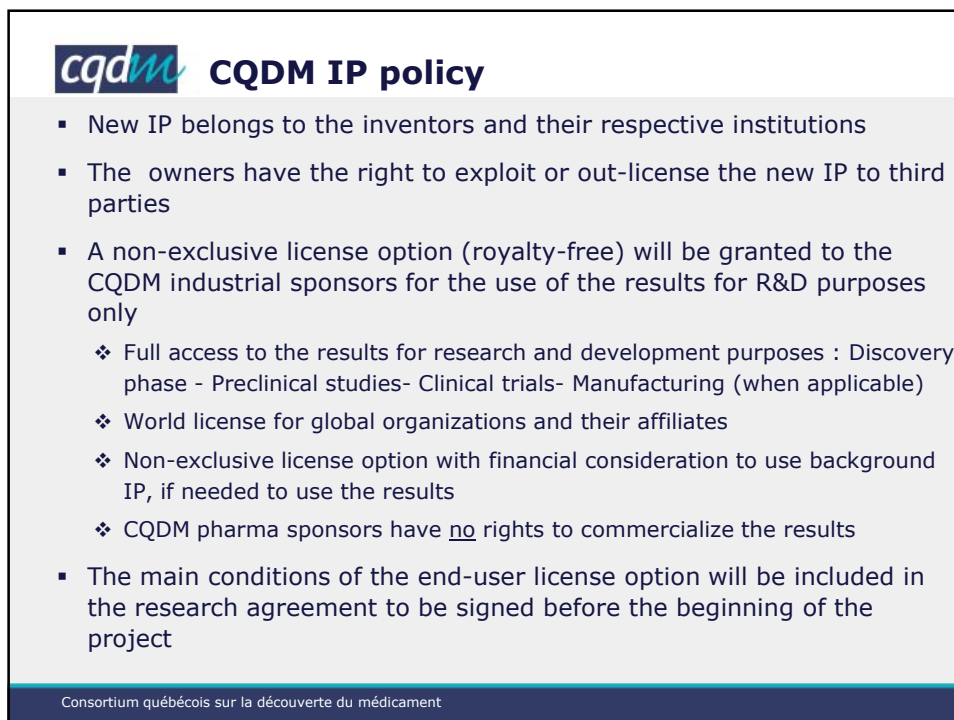 cqdm CQDM IP policy
▪ New IP belongs to the inventors and their respective institutions
▪ The owners have the right to exploit or out-license the new IP to third
parties
▪ A non-exclusive license option (royalty-free) will be granted to the
CQDM industrial sponsors for the use of the results for R&D purposes
only
❖ Full access to the results for research and development purposes : Discovery
phase - Preclinical studies- Clinical trials- Manufacturing (when applicable)
❖ World license for global organizations and their affiliates
❖ Non-exclusive license option with financial consideration to use background
IP, if needed to use the results
❖ CQDM pharma sponsors have no rights to commercialize the results
▪ The main conditions of the end-user license option will be included in
the research agreement to be signed before the beginning of the
project
Consortium québécois sur la découverte du médicament